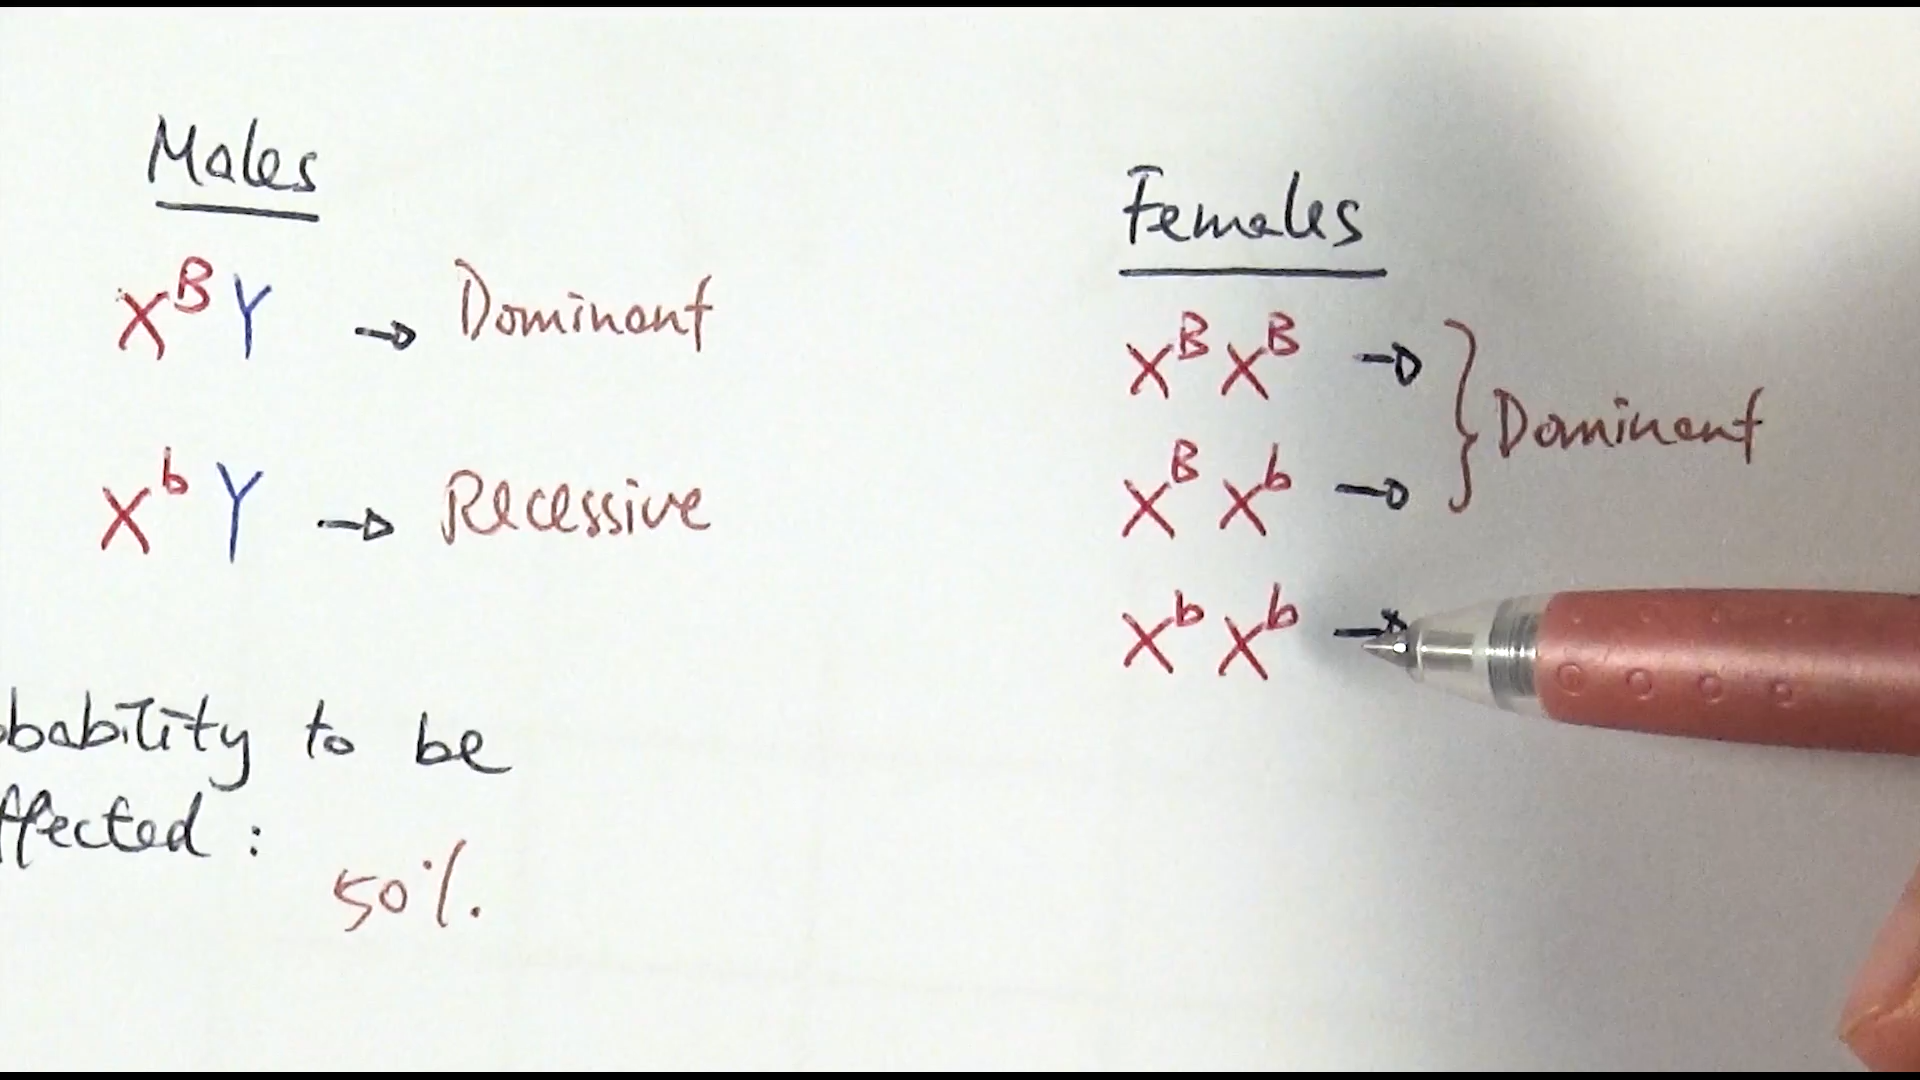 Males
X^B Y → Dominant
X^b Y → Recessive
bability to be
ffected :
50%.
Females
X^B X^B →
X^B X^b →
} Dominant
X^b X^b →